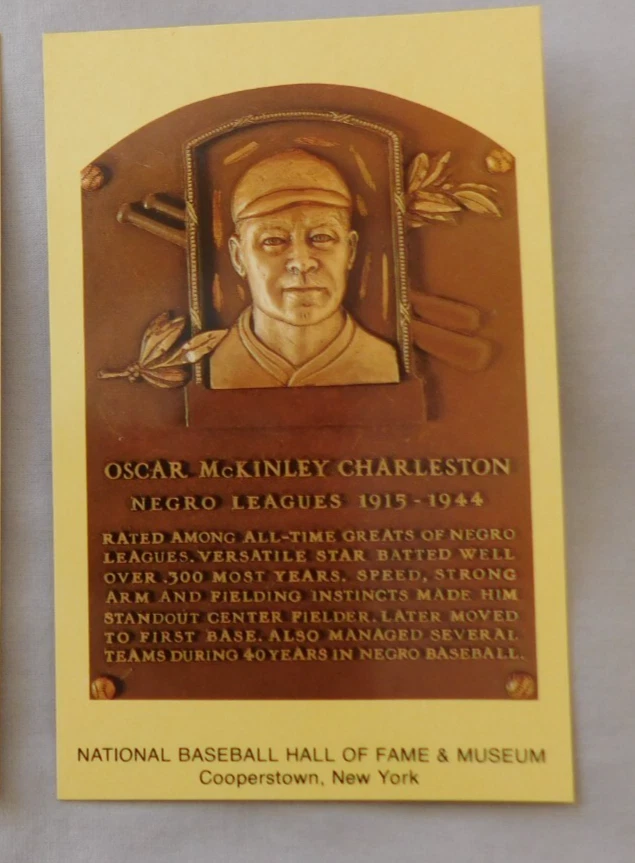 OSCAR McKINLEY CHARLESTON
NEGRO LEAGUES 1915-1944
RATED AMONG ALL-TIME GREATS OF NEGRO
LEAGUES. VERSATILE STAR BATTED WELL
OVER .300 MOST YEARS. SPEED, STRONG
ARM AND FIELDING INSTINCTS MADE HIM
STANDOUT CENTER FIELDER. LATER MOVED
TO FIRST BASE. ALSO MANAGED SEVERAL
TEAMS DURING 40 YEARS IN NEGRO BASEBALL.
NATIONAL BASEBALL HALL OF FAME & MUSEUM
Cooperstown, New York